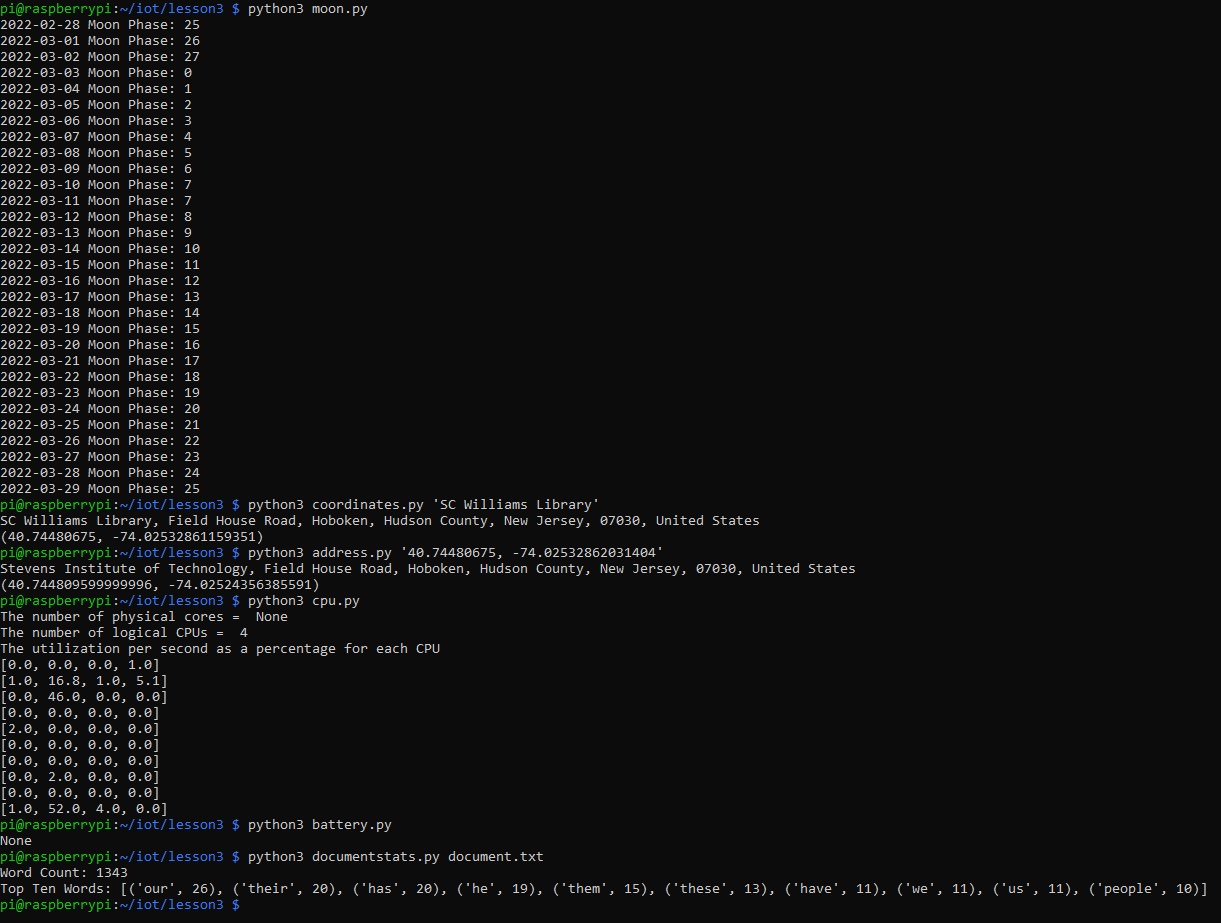 pi@raspberrypi:~/iot/lesson3 $ python3 moon.py
2022-02-28 Moon Phase: 25
2022-03-01 Moon Phase: 26
2022-03-02 Moon Phase: 27
2022-03-03 Moon Phase: 0
2022-03-04 Moon Phase: 1
2022-03-05 Moon Phase: 2
2022-03-06 Moon Phase: 3
2022-03-07 Moon Phase: 4
2022-03-08 Moon Phase: 5
2022-03-09 Moon Phase: 6
2022-03-10 Moon Phase: 7
2022-03-11 Moon Phase: 7
2022-03-12 Moon Phase: 8
2022-03-13 Moon Phase: 9
2022-03-14 Moon Phase: 10
2022-03-15 Moon Phase: 11
2022-03-16 Moon Phase: 12
2022-03-17 Moon Phase: 13
2022-03-18 Moon Phase: 14
2022-03-19 Moon Phase: 15
2022-03-20 Moon Phase: 16
2022-03-21 Moon Phase: 17
2022-03-22 Moon Phase: 18
2022-03-23 Moon Phase: 19
2022-03-24 Moon Phase: 20
2022-03-25 Moon Phase: 21
2022-03-26 Moon Phase: 22
2022-03-27 Moon Phase: 23
2022-03-28 Moon Phase: 24
2022-03-29 Moon Phase: 25
pi@raspberrypi:~/iot/lesson3 $ python3 coordinates.py 'SC Williams Library'
SC Williams Library, Field House Road, Hoboken, Hudson County, New Jersey, 07030, United States
(40.74480675, -74.02532861159351)
pi@raspberrypi:~/iot/lesson3 $ python3 address.py '40.74480675, -74.02532862031404'
Stevens Institute of Technology, Field House Road, Hoboken, Hudson County, New Jersey, 07030, United States
(40.744809599999996, -74.02524356385591)
pi@raspberrypi:~/iot/lesson3 $ python3 cpu.py
The number of physical cores =  None
The number of logical CPUs =  4
The utilization per second as a percentage for each CPU
[0.0, 0.0, 0.0, 1.0]
[1.0, 16.8, 1.0, 5.1]
[0.0, 46.0, 0.0, 0.0]
[0.0, 0.0, 0.0, 0.0]
[2.0, 0.0, 0.0, 0.0]
[0.0, 0.0, 0.0, 0.0]
[0.0, 0.0, 0.0, 0.0]
[0.0, 2.0, 0.0, 0.0]
[0.0, 0.0, 0.0, 0.0]
[1.0, 52.0, 4.0, 0.0]
pi@raspberrypi:~/iot/lesson3 $ python3 battery.py
None
pi@raspberrypi:~/iot/lesson3 $ python3 documentstats.py document.txt
Word Count: 1343
Top Ten Words: [('our', 26), ('their', 20), ('has', 20), ('he', 19), ('them', 15), ('these', 13), ('have', 11), ('we', 11), ('us', 11), ('people', 10)]
pi@raspberrypi:~/iot/lesson3 $